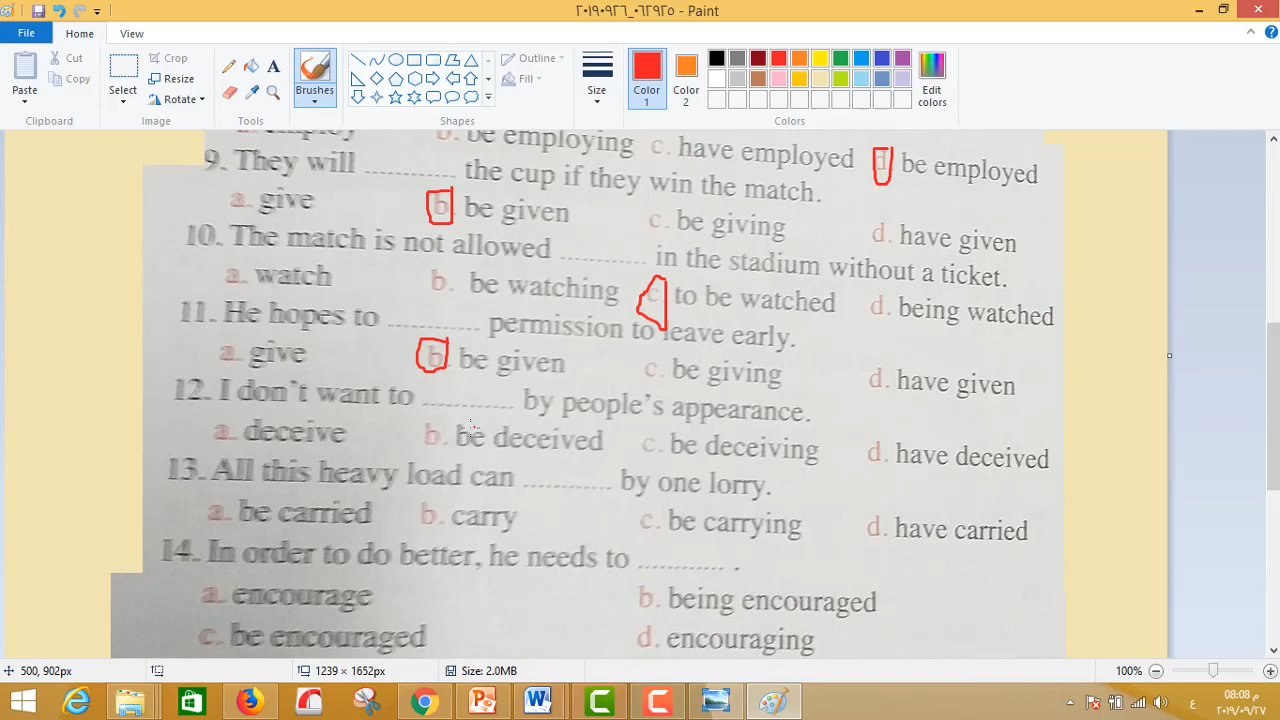 ٢٠١٩٠٩٢٦_٠٦٢٩٢٥ - Paint
File Home View
Cut
Copy
Paste
Clipboard
Select
Crop
Resize
Rotate
Image
Tools
Brushes
Shapes
Outline
Fill
Size
Color 1
Color 2
Edit colors
Colors
a. employ b. be employing c. have employed d. be employed
9. They will ............ the cup if they win the match.
a. give b. be given c. be giving d. have given
10. The match is not allowed ............ in the stadium without a ticket.
a. watch b. be watching c. to be watched d. being watched
11. He hopes to ............ permission to leave early.
a. give b. be given c. be giving d. have given
12. I don't want to ............ by people's appearance.
a. deceive b. be deceived c. be deceiving d. have deceived
13. All this heavy load can ............ by one lorry.
a. be carried b. carry c. be carrying d. have carried
14. In order to do better, he needs to ............ .
a. encourage b. being encouraged
c. be encouraged d. encouraging
500, 902px 1239 × 1652px Size: 2.0MB 100%
ع 08:08 م
٢٠١٩/٠٩/٢٧